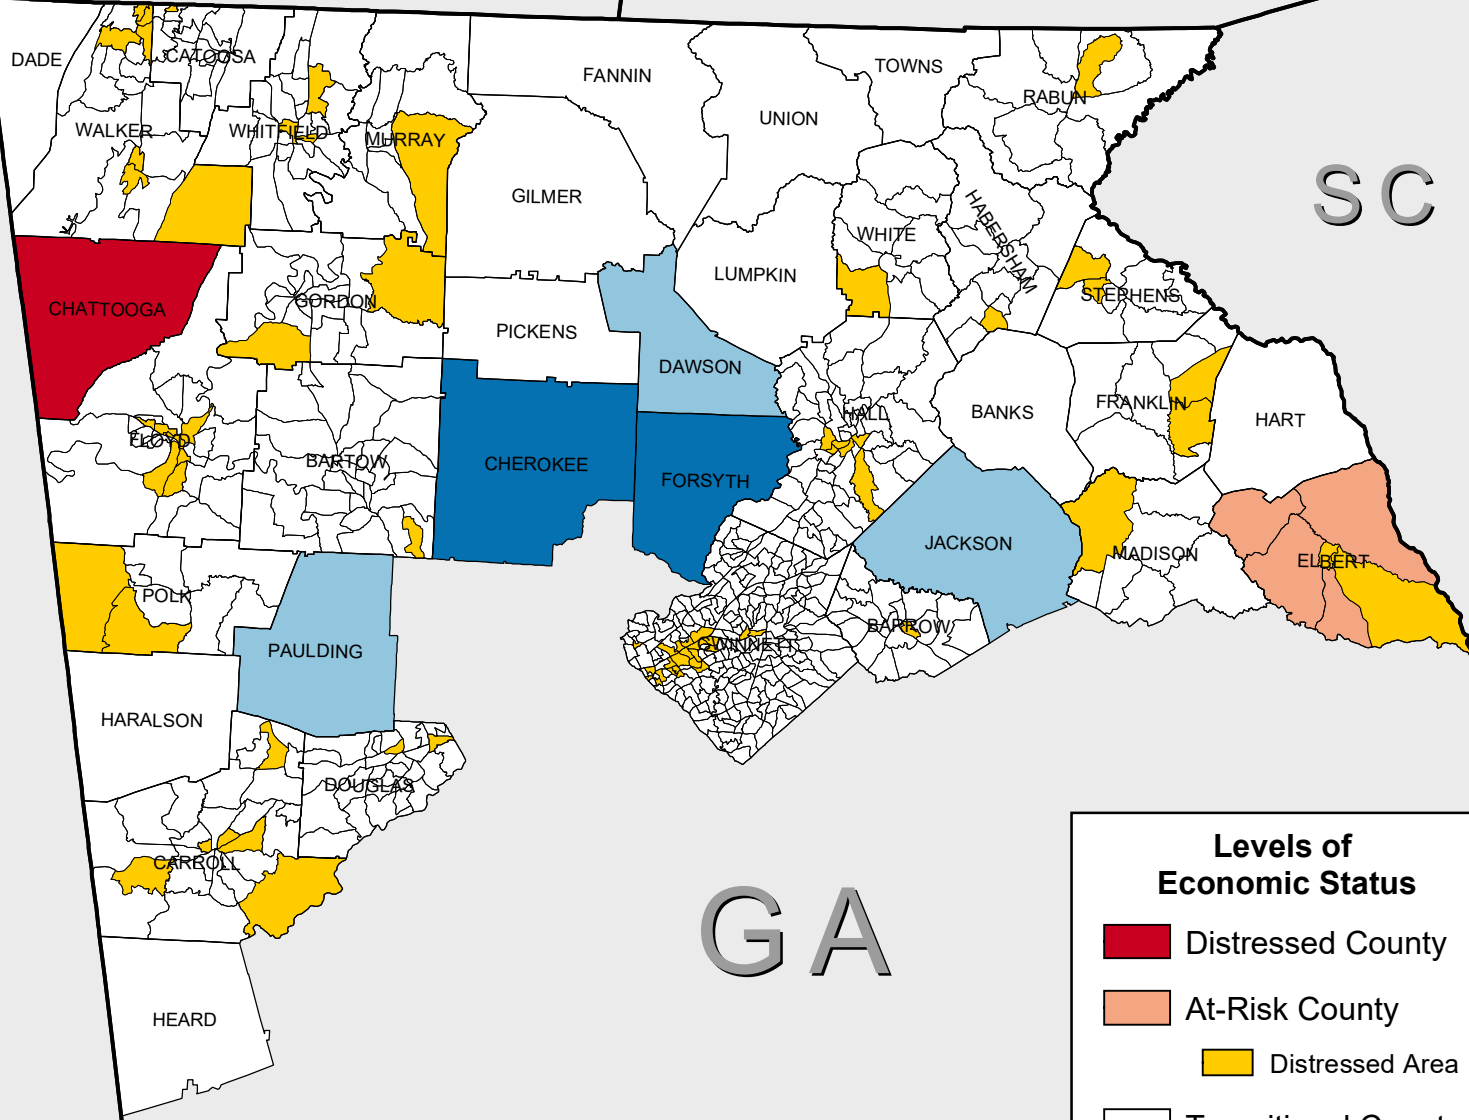 DADE
CATOOSA
FANNIN
TOWNS
RABUN
WALKER
WHITFIELD
MURRAY
UNION
GILMER
SC
HABERSHAM
WHITE
LUMPKIN
CHATTOOGA
GORDON
STEPHENS
PICKENS
DAWSON
HALL
BANKS
FRANKLIN
HART
FLOYD
BARTOW
CHEROKEE
FORSYTH
JACKSON
MADISON
ELBERT
POLK
BARROW
GWINNETT
PAULDING
HARALSON
DOUGLAS
CARROLL
GA
HEARD
Levels of
Economic Status
Distressed County
At-Risk County
Distressed Area